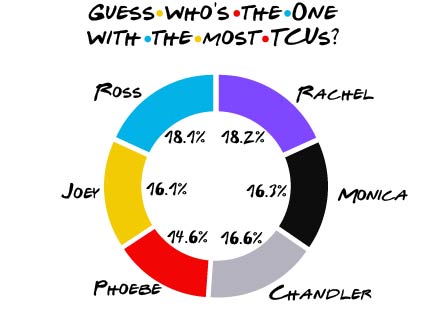 GUESS•WHO'S•THE•ONE
WITH•THE•MOST•TCUS?
ROSS
RACHEL
18.1% 18.2%
JOEY
16.1%
16.3%
MONICA
14.6% 16.6%
PHOEBE
CHANDLER